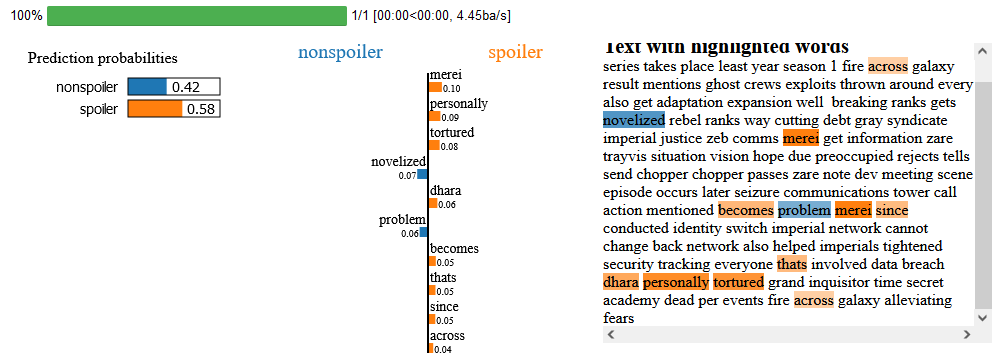 100% 1/1 [00:00<00:00, 4.45ba/s]
Prediction probabilities
nonspoiler 0.42
spoiler 0.58
nonspoiler spoiler
merei
0.10
personally
0.09
tortured
0.08
novelized
0.07
dhara
0.06
problem
0.06
becomes
0.05
thats
0.05
since
0.05
across
0.04
Text with highlighted words
series takes place least year season 1 fire across galaxy
result mentions ghost crews exploits thrown around every
also get adaptation expansion well breaking ranks gets
novelized rebel ranks way cutting debt gray syndicate
imperial justice zeb comms merei get information zare
trayvis situation vision hope due preoccupied rejects tells
send chopper chopper passes zare note dev meeting scene
episode occurs later seizure communications tower call
action mentioned becomes problem merei since
conducted identity switch imperial network cannot
change back network also helped imperials tightened
security tracking everyone thats involved data breach
dhara personally tortured grand inquisitor time secret
academy dead per events fire across galaxy alleviating
fears